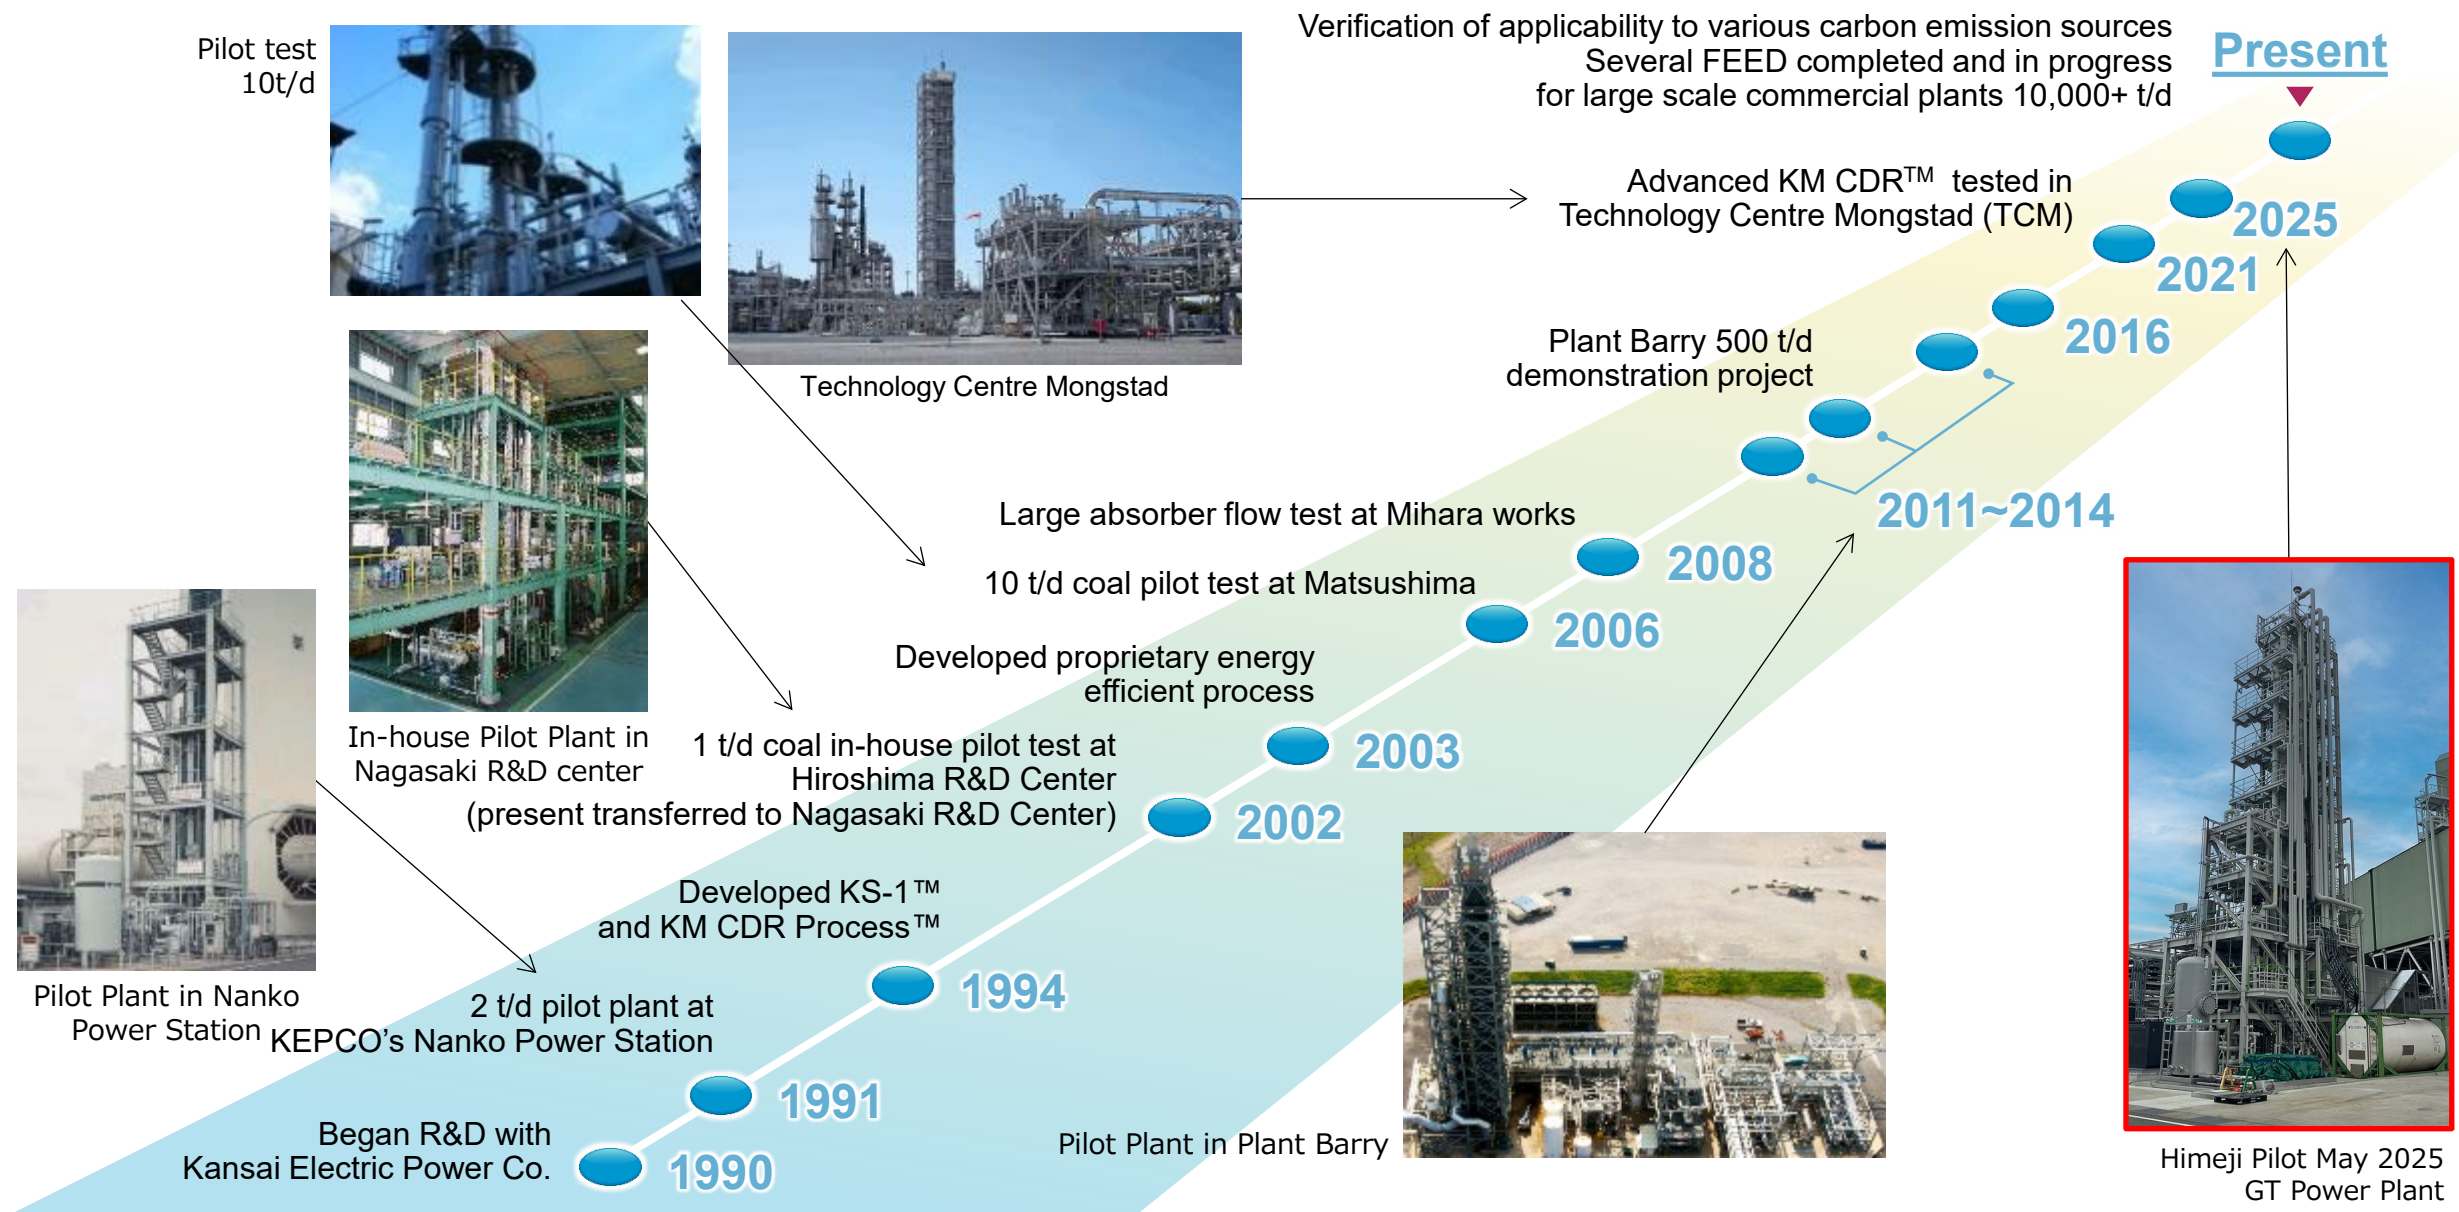 Verification of applicability to various carbon emission sources
Several FEED completed and in progress
for large scale commercial plants 10,000+ t/d
Present
Pilot test
10t/d
Advanced KM CDR™ tested in
Technology Centre Mongstad (TCM)
2025
2021
2016
Technology Centre Mongstad
Plant Barry 500 t/d
demonstration project
2011~2014
Large absorber flow test at Mihara works
2008
10 t/d coal pilot test at Matsushima
2006
Developed proprietary energy
efficient process
2003
In-house Pilot Plant in
Nagasaki R&D center
1 t/d coal in-house pilot test at
Hiroshima R&D Center
(present transferred to Nagasaki R&D Center)
2002
Developed KS-1™
and KM CDR Process™
1994
Pilot Plant in Nanko
Power Station
2 t/d pilot plant at
KEPCO’s Nanko Power Station
1991
Began R&D with
Kansai Electric Power Co.
1990
Pilot Plant in Plant Barry
Himeji Pilot May 2025
GT Power Plant